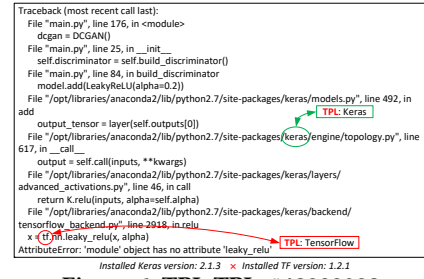 Traceback (most recent call last):
File "main.py", line 176, in <module>
dcgan = DCGAN()
File "main.py", line 25, in __init__
self.discriminator = self.build_discriminator()
File "main.py", line 84, in build_discriminator
model.add(LeakyReLU(alpha=0.2))
File "/opt/libraries/anaconda2/lib/python2.7/site-packages/keras/models.py", line 492, in
add
TPL: Keras
output_tensor = layer(self.outputs[0])
File "/opt/libraries/anaconda2/lib/python2.7/site-packages/keras/engine/topology.py", line
617, in __call__
output = self.call(inputs, **kwargs)
File "/opt/libraries/anaconda2/lib/python2.7/site-packages/keras/layers/
advanced_activations.py", line 46, in call
return K.relu(inputs, alpha=self.alpha)
File "/opt/libraries/anaconda2/lib/python2.7/site-packages/keras/backend/
tensorflow_backend.py", line 2918, in relu
x = tf.nn.leaky_relu(x, alpha)
TPL: TensorFlow
AttributeError: 'module' object has no attribute 'leaky_relu'
Installed Keras version: 2.1.3 × Installed TF version: 1.2.1